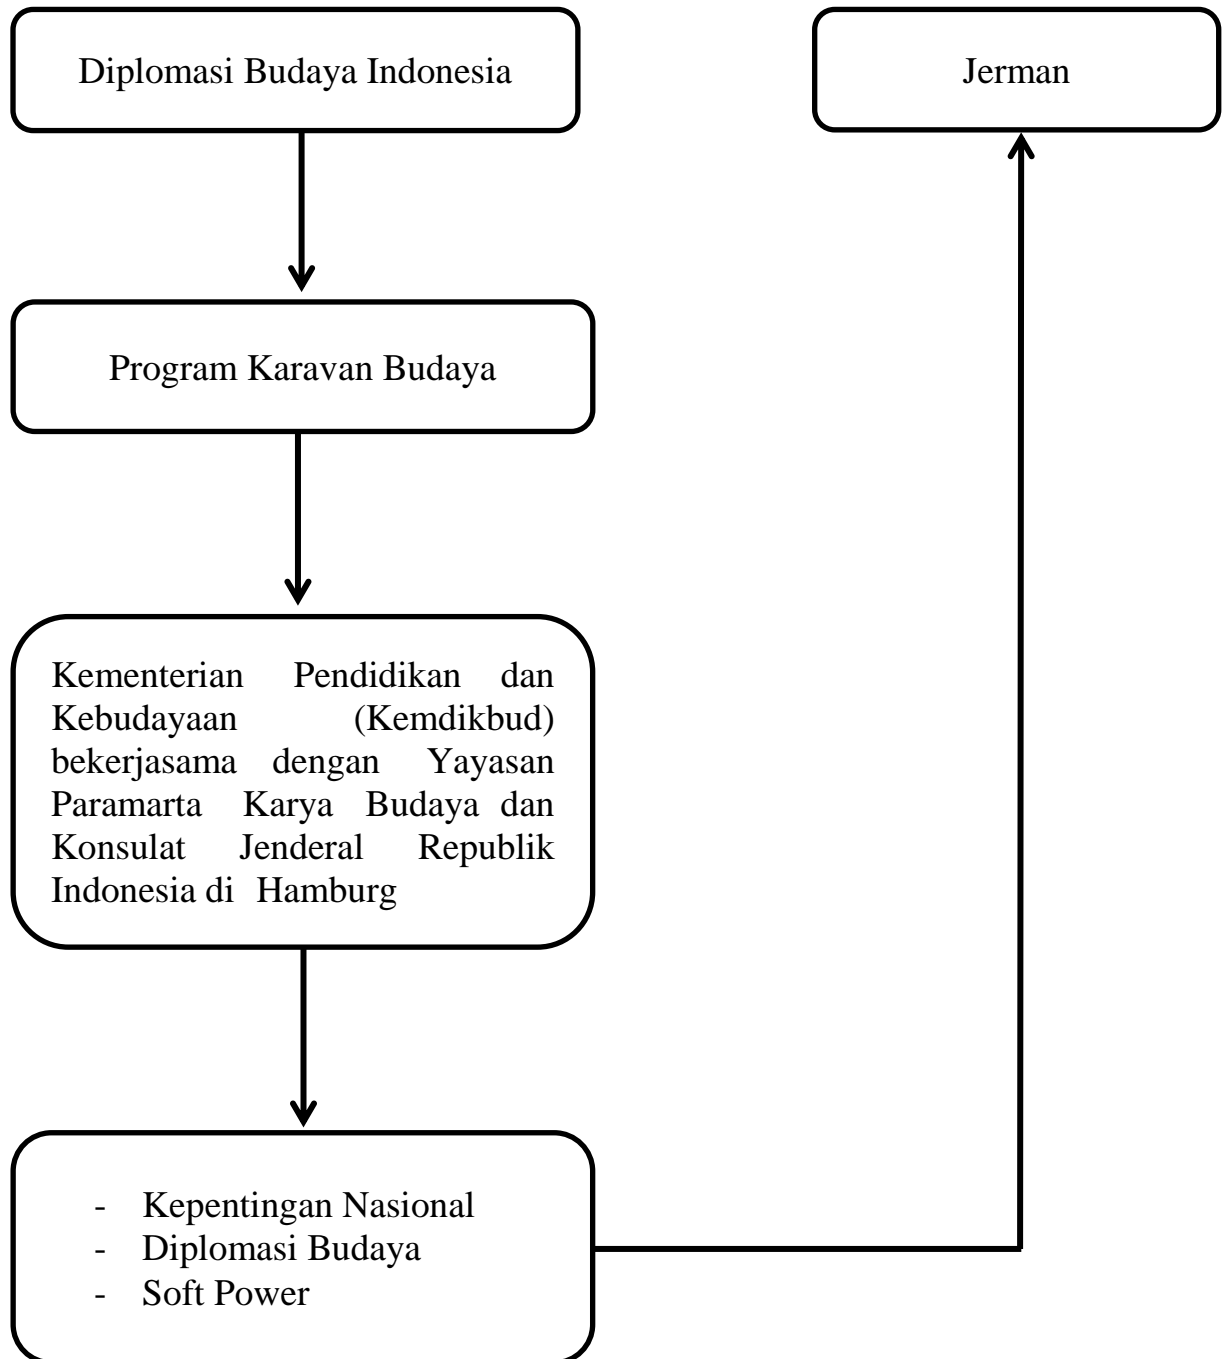 Diplomasi Budaya Indonesia
Jerman
Program Karavan Budaya
Kementerian Pendidikan dan
Kebudayaan (Kemdikbud)
bekerjasama dengan Yayasan
Paramarta Karya Budaya dan
Konsulat Jenderal Republik
Indonesia di Hamburg
- Kepentingan Nasional
- Diplomasi Budaya
- Soft Power